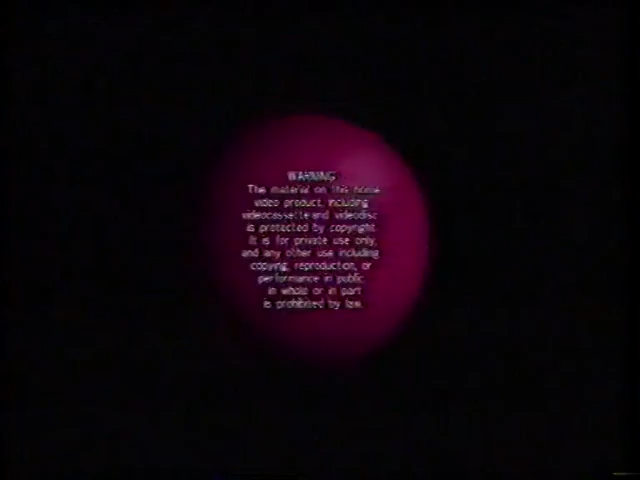 WARNING
The material on this home
video product, including
videocassette and videodisc
is protected by copyright.
It is for private use only,
and any other use including
copying, reproduction, or
performance in public
in whole or in part
is prohibited by law.